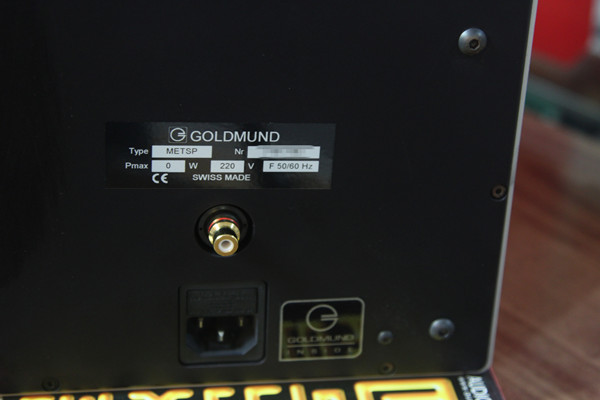 GOLDMUND
Type METSP Nr
Pmax 0 W 220 V F 50/60 Hz
CE SWISS MADE
GOLDMUND
INSIDE